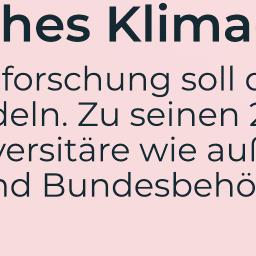 hes Klima
forschung soll
deln. Zu seinen 2
versitäre wie auß
nd Bundesbehö